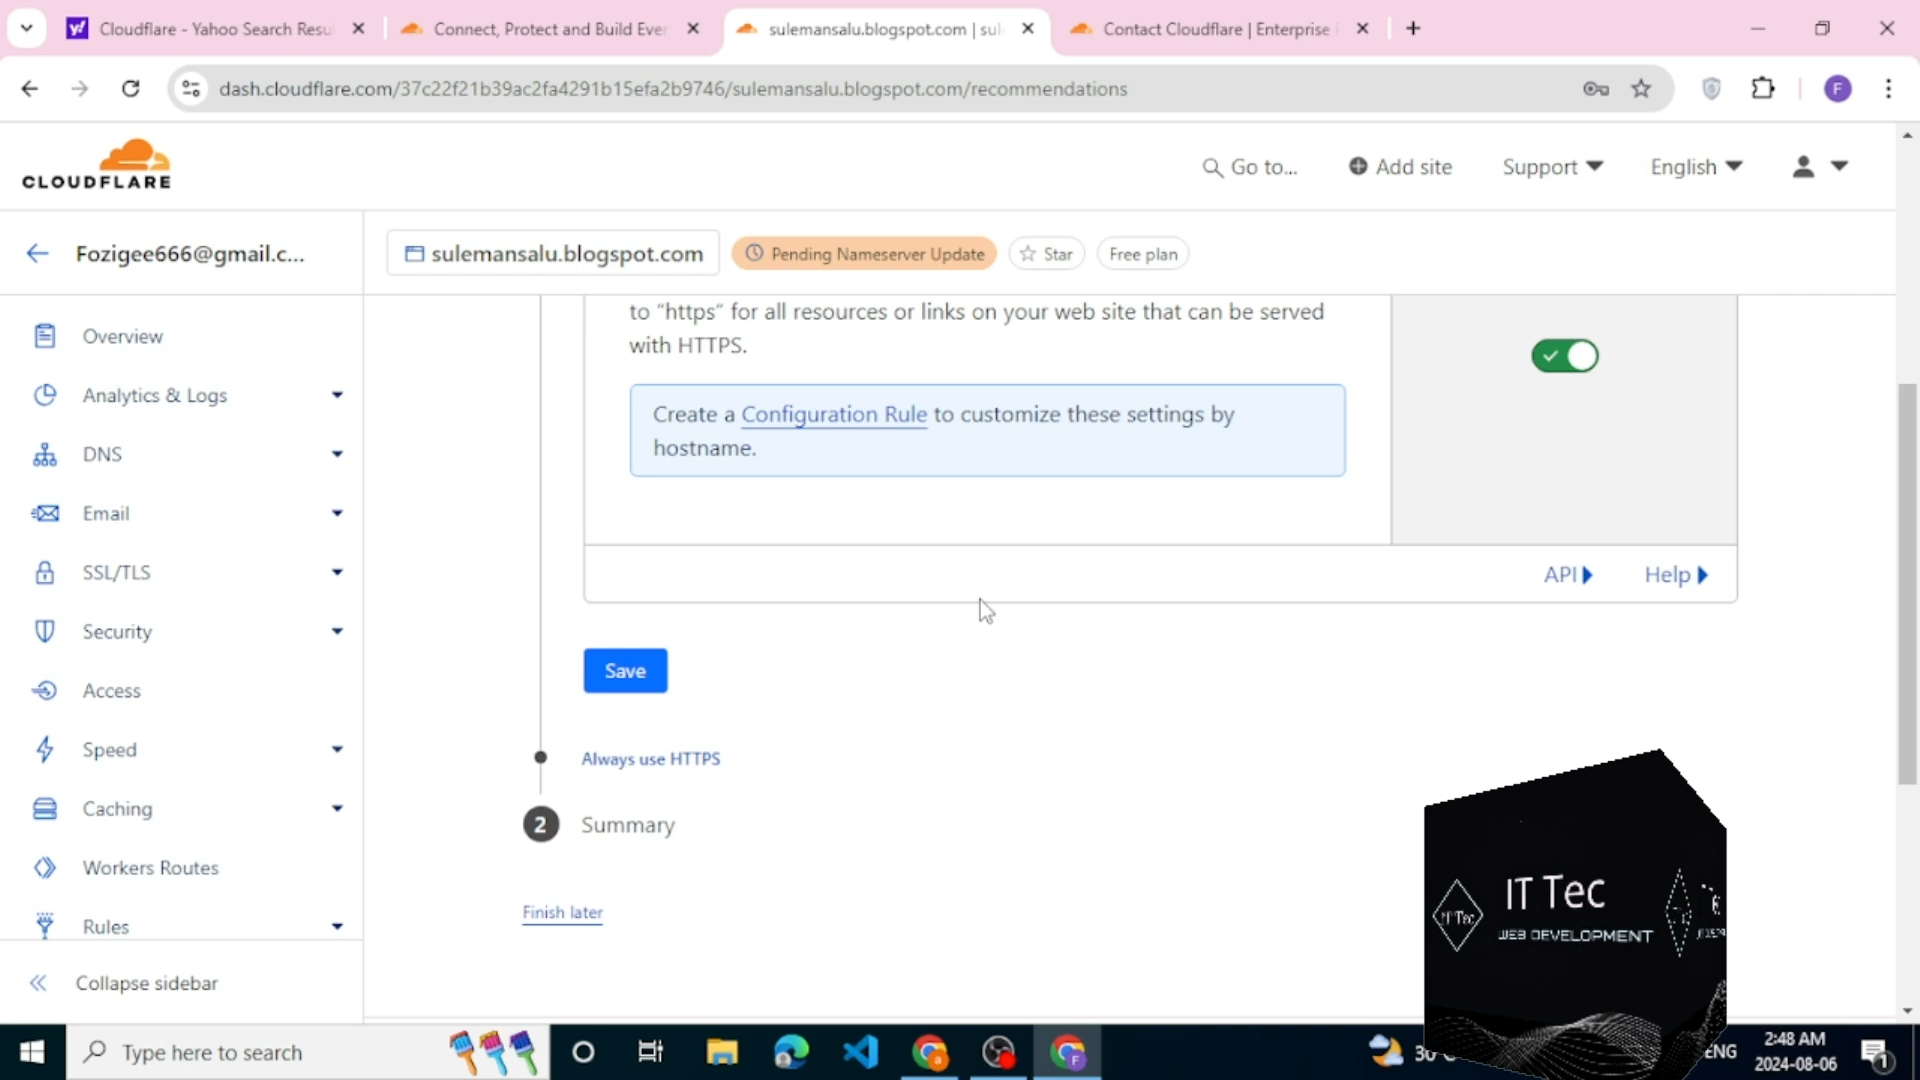 Cloudflare - Yahoo Search Resu
Connect, Protect and Build Ever
sulemansalu.blogspot.com | sul
Contact Cloudflare | Enterprise
dash.cloudflare.com/37c22f21b39ac2fa4291b15efa2b9746/sulemansalu.blogspot.com/recommendations
F
CLOUDFLARE
Go to...
Add site
Support
English
Fozigee666@gmail.c...
sulemansalu.blogspot.com
Pending Nameserver Update
Star
Free plan
Overview
Analytics & Logs
DNS
Email
SSL/TLS
Security
Access
Speed
Caching
Workers Routes
Rules
Collapse sidebar
to “https” for all resources or links on your web site that can be served
with HTTPS.
Create a Configuration Rule to customize these settings by
hostname.
API
Help
Save
Always use HTTPS
2 Summary
Finish later
IT Tec
IT Tec
WEB DEVELOPMENT
Type here to search
30°C
ENG
2:48 AM
2024-08-06
1